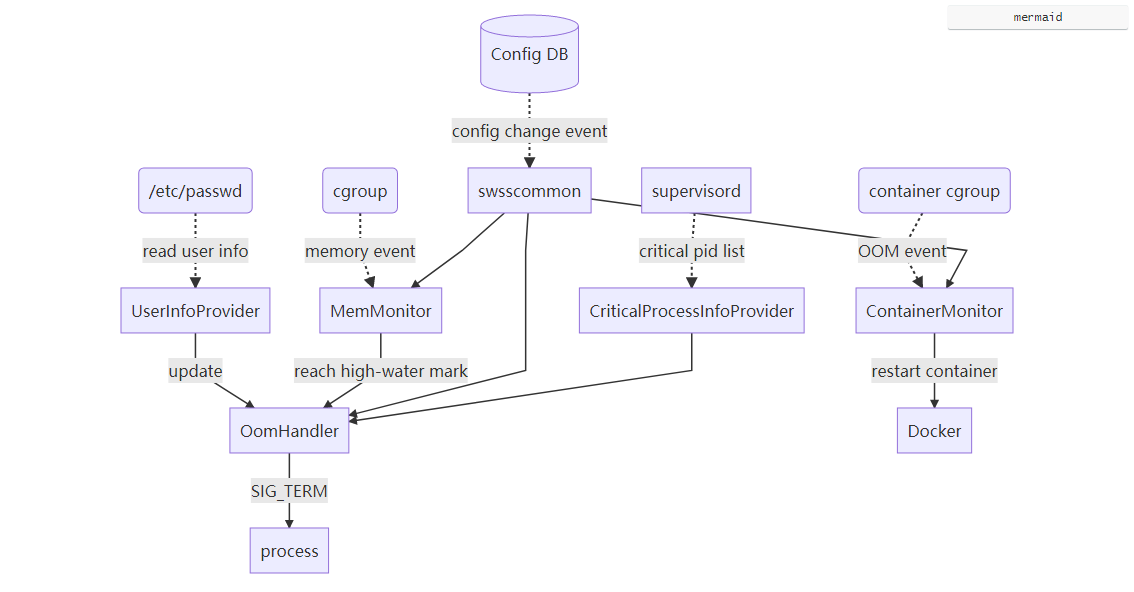 mermaid
Config DB
config change event
/etc/passwd
cgroup
swsscommon
supervisord
container cgroup
read user info
memory event
critical pid list
OOM event
UserInfoProvider
MemMonitor
CriticalProcessInfoProvider
ContainerMonitor
update
reach high-water mark
restart container
OomHandler
Docker
SIG_TERM
process